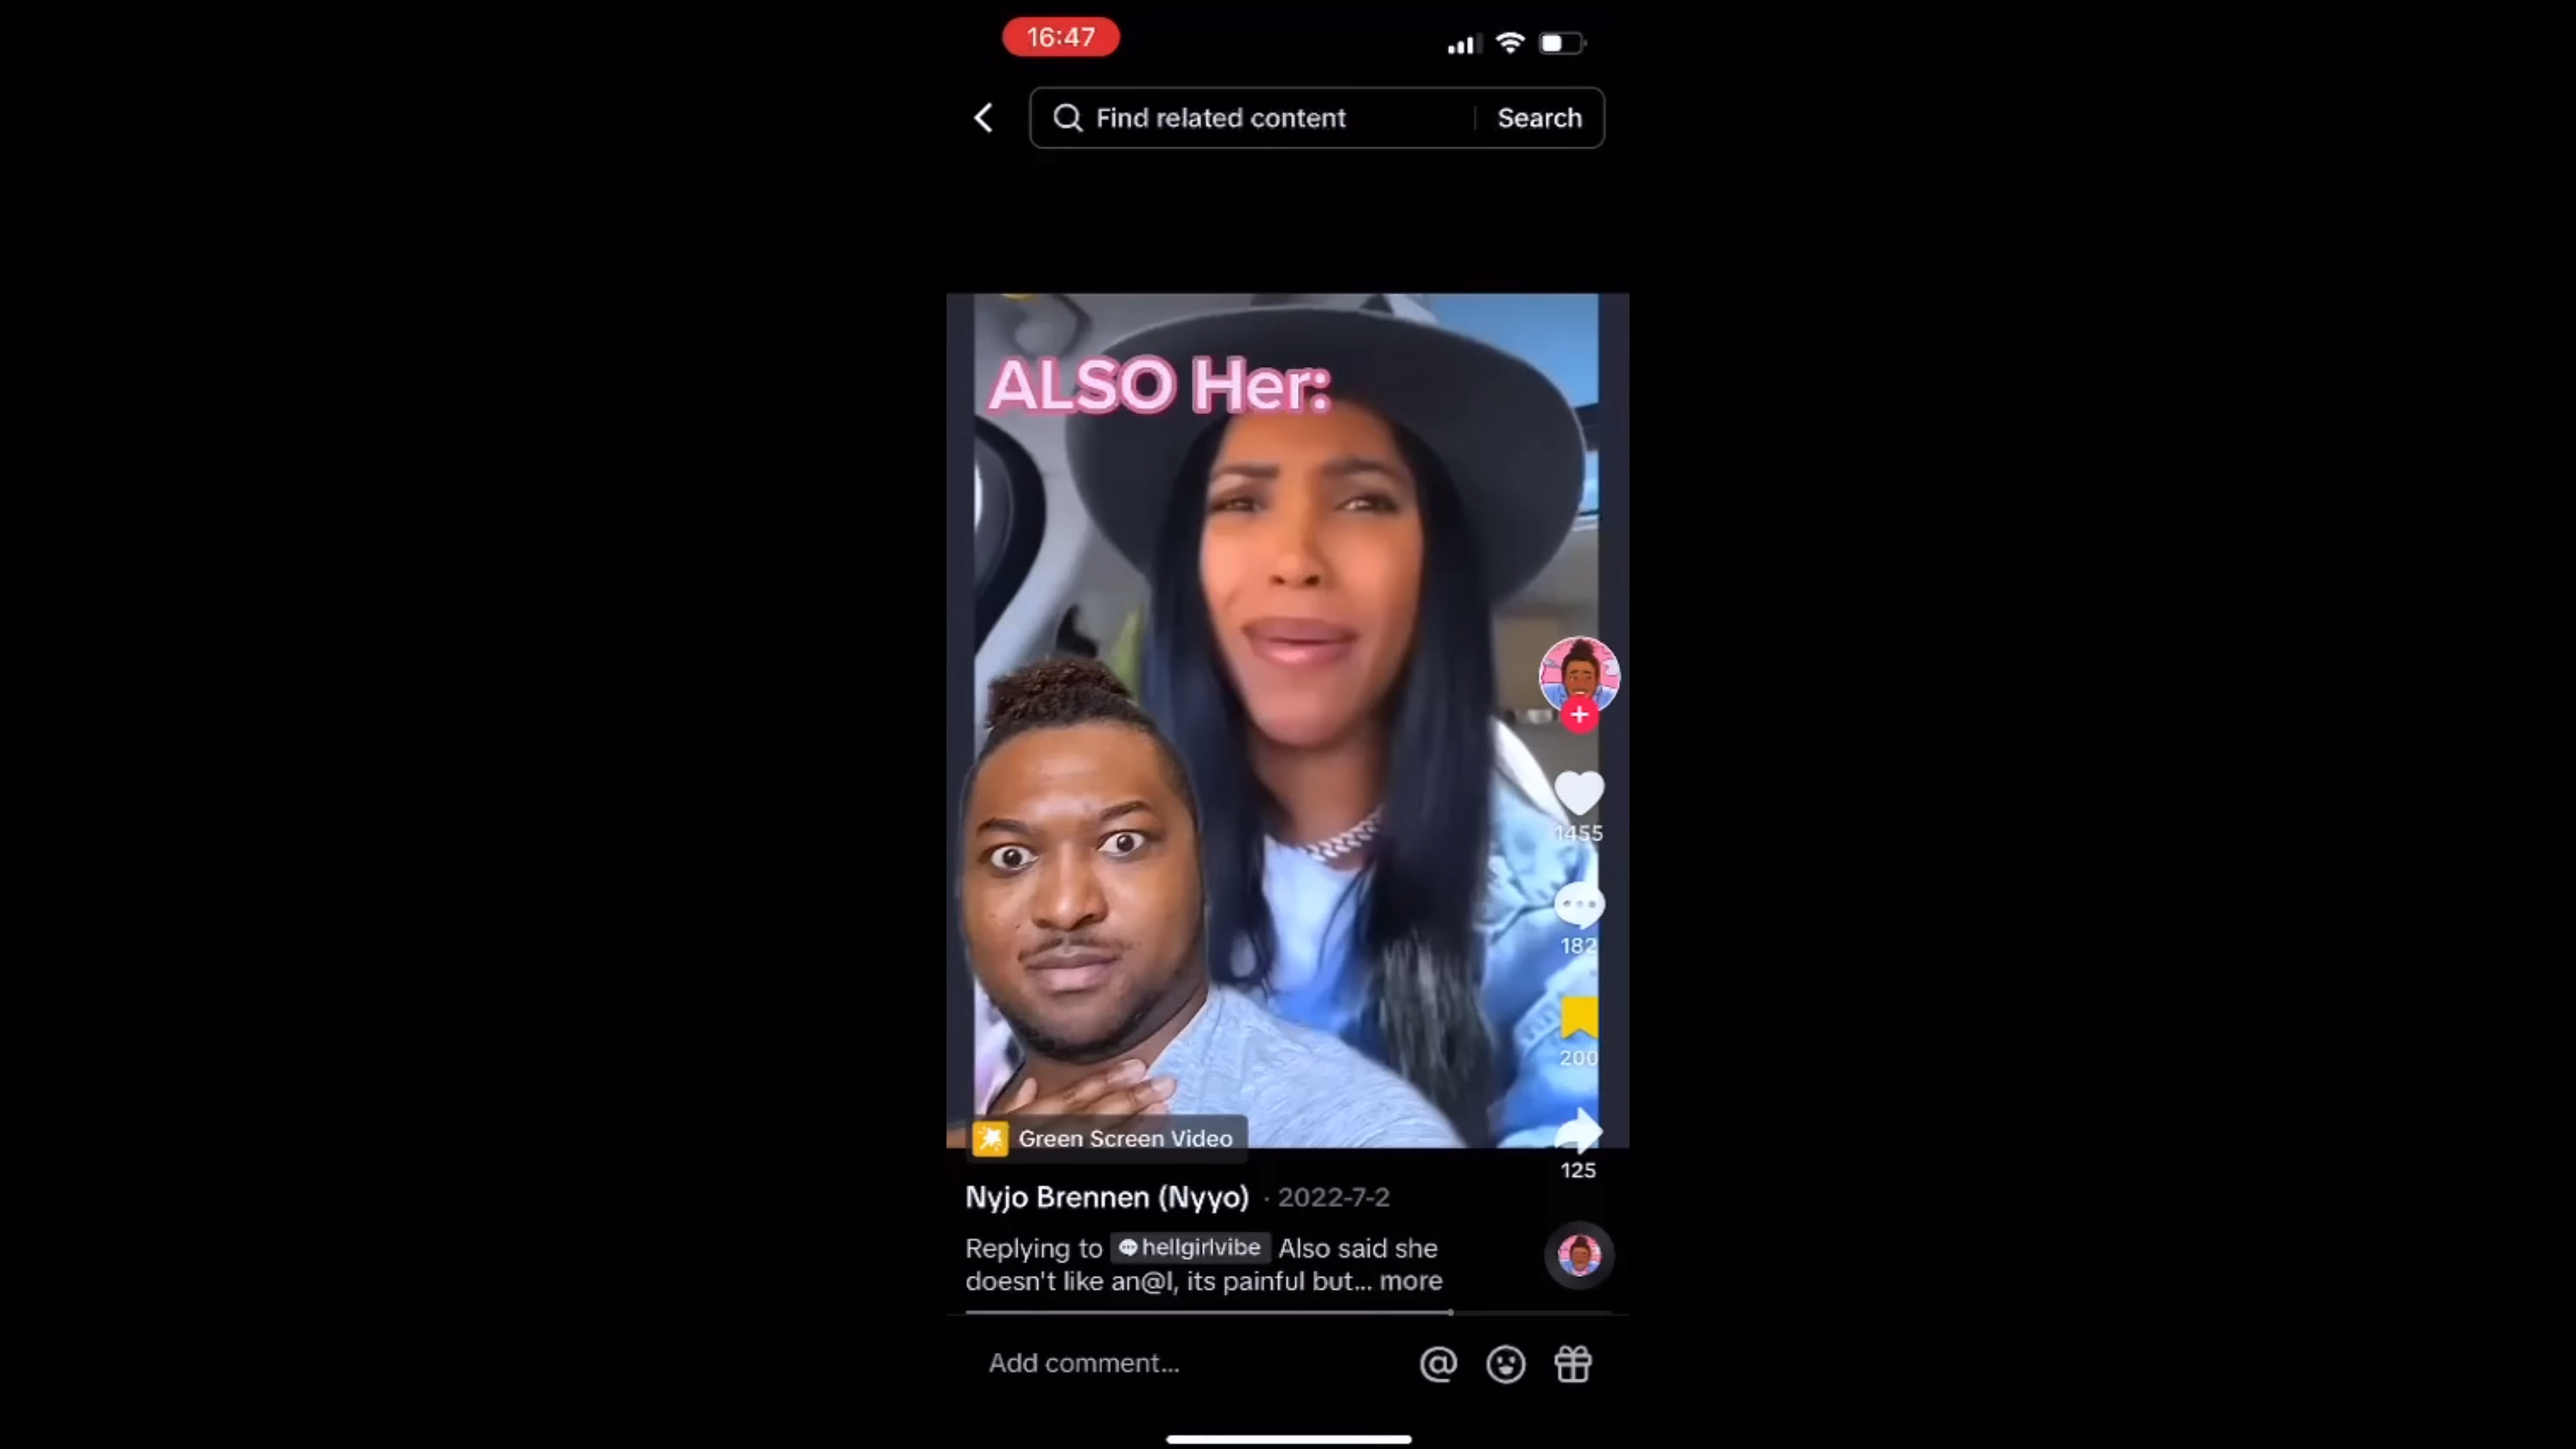 16:47
Find related content
Search
ALSO Her:
1455
182
200
125
Green Screen Video
Nyjo Brennen (Nyyo) · 2022-7-2
Replying to hellgirlvibe Also said she
doesn't like an@l, its painful but... more
Add comment...